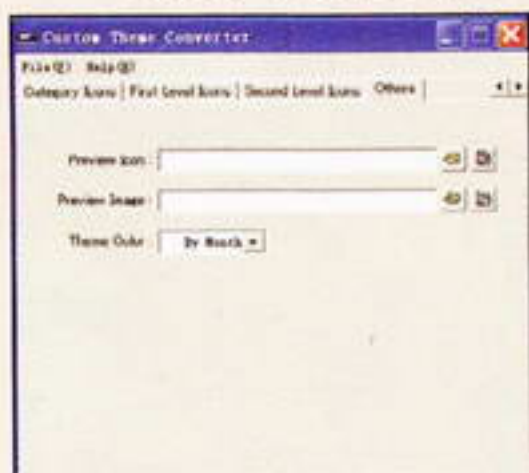 Custom Theme Converter
File(F) Help(H)
Category Icons First Level Icons Second Level Icons Others
Preview Icon
Preview Image
Theme Color By Month